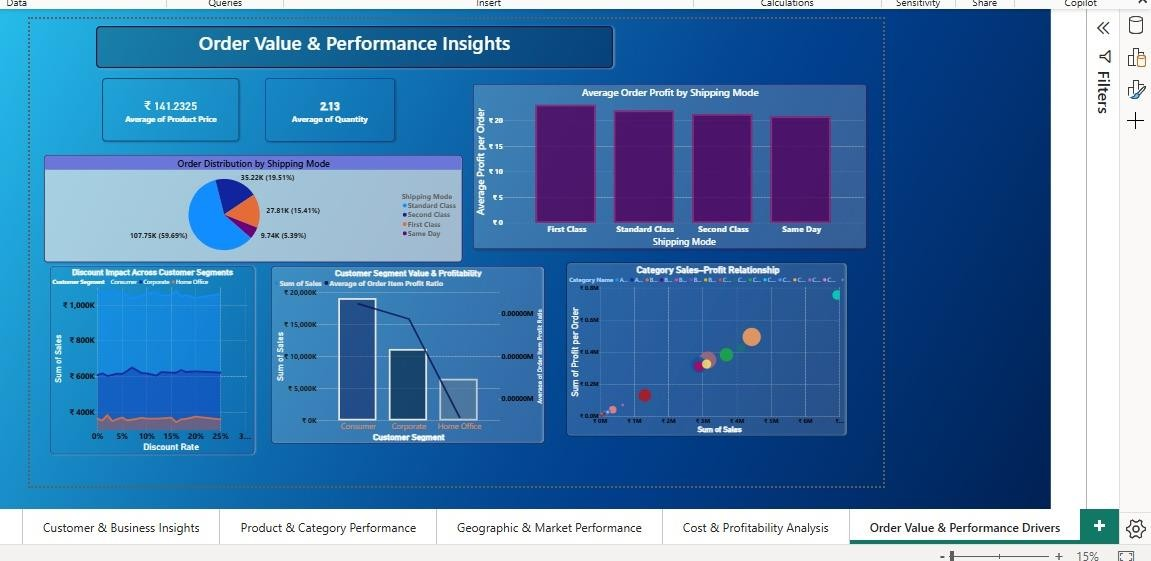 Data Queries Insert Calculations Sensitivity Share Copilot
Order Value & Performance Insights
₹ 141.2325
Average of Product Price
2.13
Average of Quantity
Average Order Profit by Shipping Mode
Average Profit per Order
₹ 20
₹ 15
₹ 10
₹ 5
₹ 0
First Class Standard Class Second Class Same Day
Shipping Mode
Order Distribution by Shipping Mode
35.22K (19.51%)
27.81K (15.41%)
9.74K (5.39%)
107.75K (59.69%)
Shipping Mode
Standard Class
Second Class
First Class
Same Day
Discount Impact Across Customer Segments
Customer Segment Consumer Corporate Home Office
Sum of Sales
₹ 1,000K
₹ 800K
₹ 600K
₹ 400K
0% 5% 10% 15% 20% 25% 3...
Discount Rate
Customer Segment Value & Profitability
Sum of Sales Average of Order Item Profit Ratio
Sum of Sales
₹ 20,000K
₹ 15,000K
₹ 10,000K
₹ 5,000K
₹ 0K
0.00000M
0.00000M
0.00000M
Average of Order Item Profit Ratio
Consumer Corporate Home Office
Customer Segment
Category Sales–Profit Relationship
Category Name
Sum of Profit per Order
₹ 0.8M
₹ 0.6M
₹ 0.4M
₹ 0.2M
₹ 0.0M
₹ 0M ₹ 1M ₹ 2M ₹ 3M ₹ 4M ₹ 5M ₹ 6M ₹...
Sum of Sales
Filters
Customer & Business Insights Product & Category Performance Geographic & Market Performance Cost & Profitability Analysis Order Value & Performance Drivers +
- + 15%